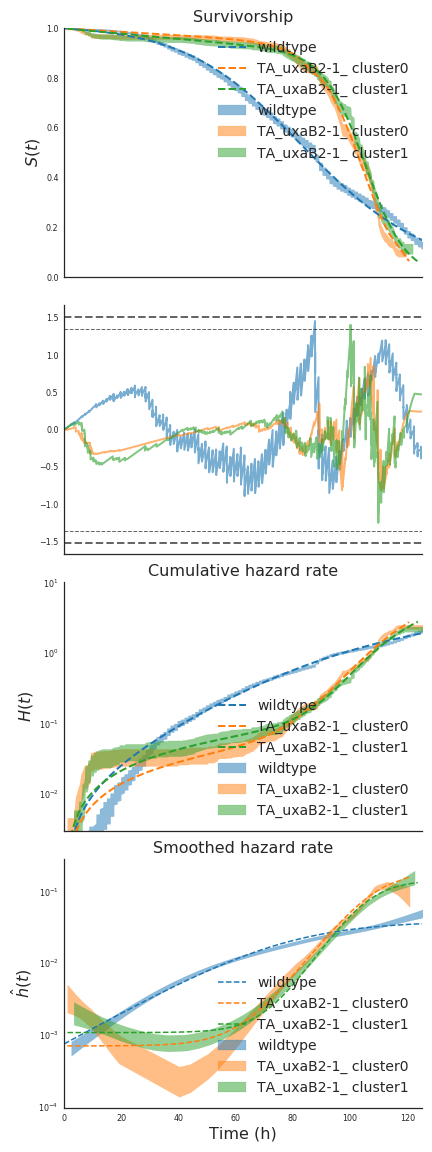 Survivorship
1.0
0.8
0.6
0.4
0.2
0.0
S(t)
wildtype
TA_uxaB2-1_ cluster0
TA_uxaB2-1_ cluster1
wildtype
TA_uxaB2-1_ cluster0
TA_uxaB2-1_ cluster1
1.5
1.0
0.5
0.0
−0.5
−1.0
−1.5
Cumulative hazard rate
10¹
10⁰
10⁻¹
10⁻²
H(t)
wildtype
TA_uxaB2-1_ cluster0
TA_uxaB2-1_ cluster1
wildtype
TA_uxaB2-1_ cluster0
TA_uxaB2-1_ cluster1
Smoothed hazard rate
10⁻¹
10⁻²
10⁻³
10⁻⁴
ĥ(t)
wildtype
TA_uxaB2-1_ cluster0
TA_uxaB2-1_ cluster1
wildtype
TA_uxaB2-1_ cluster0
TA_uxaB2-1_ cluster1
0 20 40 60 80 100 120
Time (h)